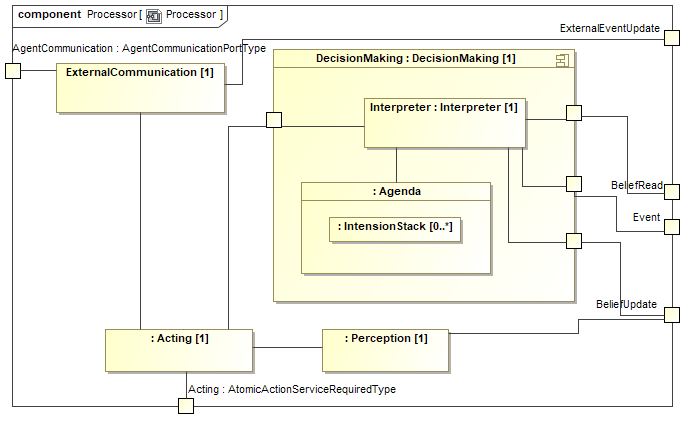 component Processor [ Processor ]
ExternalEventUpdate
AgentCommunication : AgentCommunicationPortType
ExternalCommunication [1]
DecisionMaking : DecisionMaking [1]
Interpreter : Interpreter [1]
BeliefRead
: Agenda
Event
: IntensionStack [0..*]
BeliefUpdate
: Acting [1]
: Perception [1]
Acting : AtomicActionServiceRequiredType